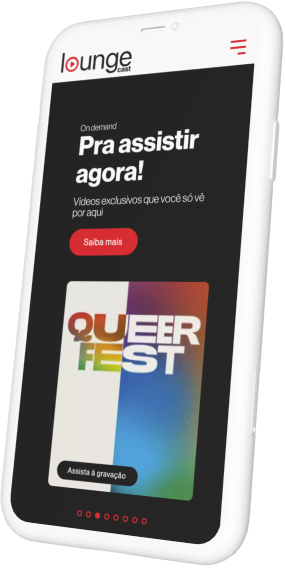 lounge
cast
On demand
Pra assistir
agora!
Vídeos exclusivos que você só vê
por aqui
Saiba mais
QUEER
FEST
Assista à gravação